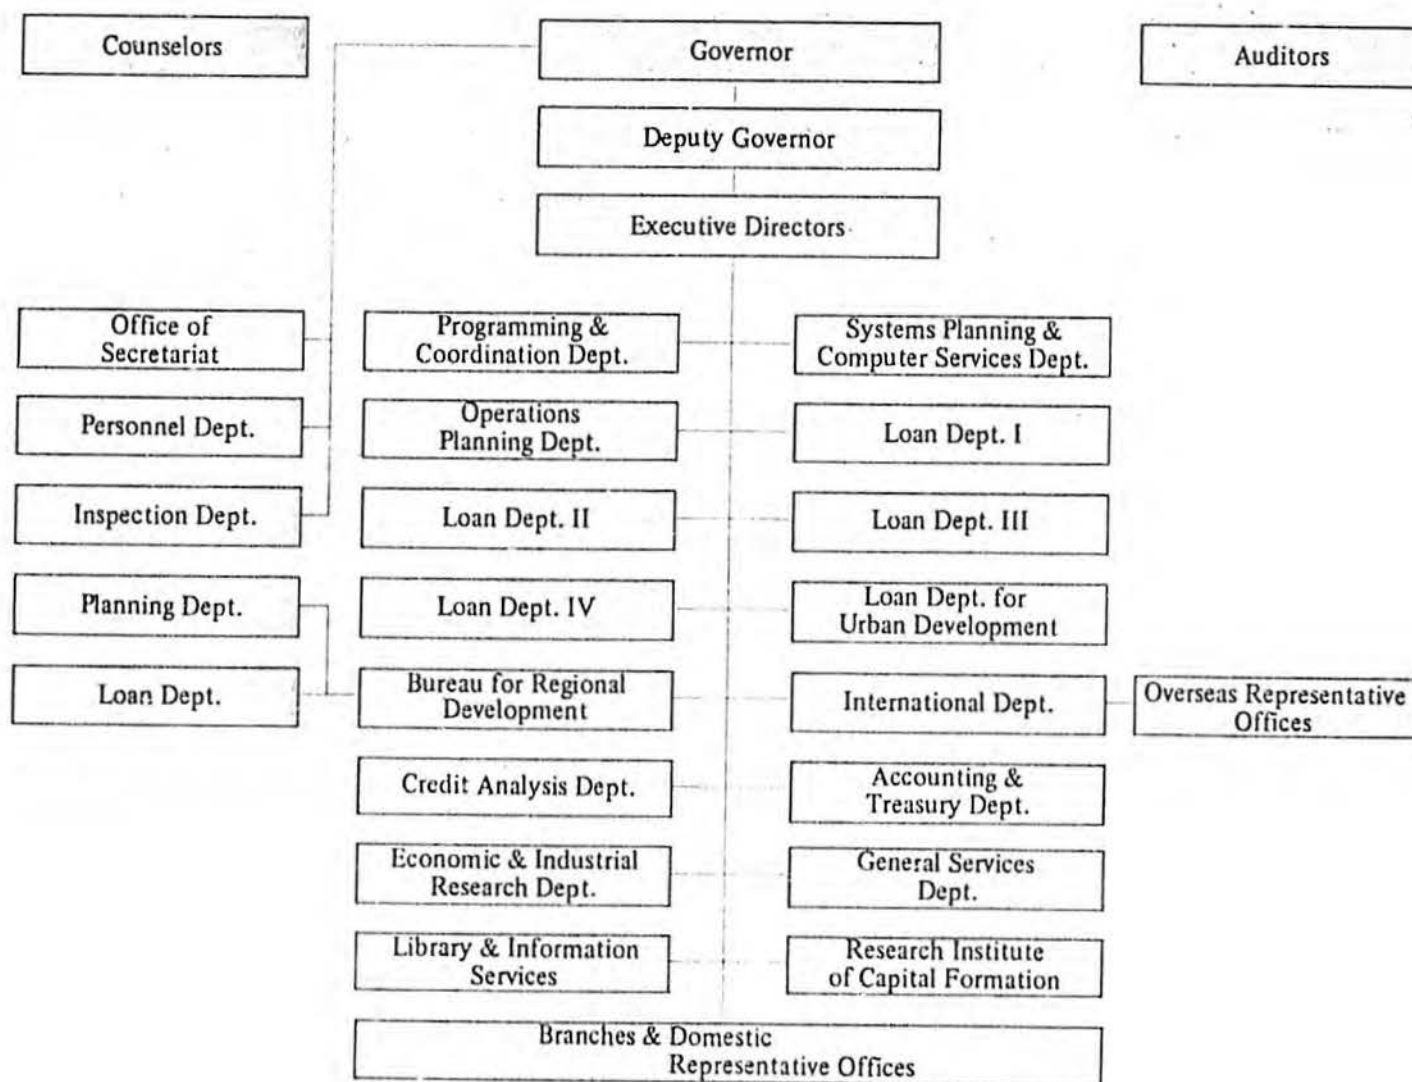 Counselors
Governor
Auditors
Deputy Governor
Executive Directors
Office of
Secretariat
Programming &
Coordination Dept.
Systems Planning &
Computer Services Dept.
Personnel Dept.
Operations
Planning Dept.
Loan Dept. I
Inspection Dept.
Loan Dept. II
Loan Dept. III
Planning Dept.
Loan Dept. IV
Loan Dept. for
Urban Development
Loan Dept.
Bureau for Regional
Development
International Dept.
Overseas Representative
Offices
Credit Analysis Dept.
Accounting &
Treasury Dept.
Economic & Industrial
Research Dept.
General Services
Dept.
Library & Information
Services
Research Institute
of Capital Formation
Branches & Domestic
Representative Offices